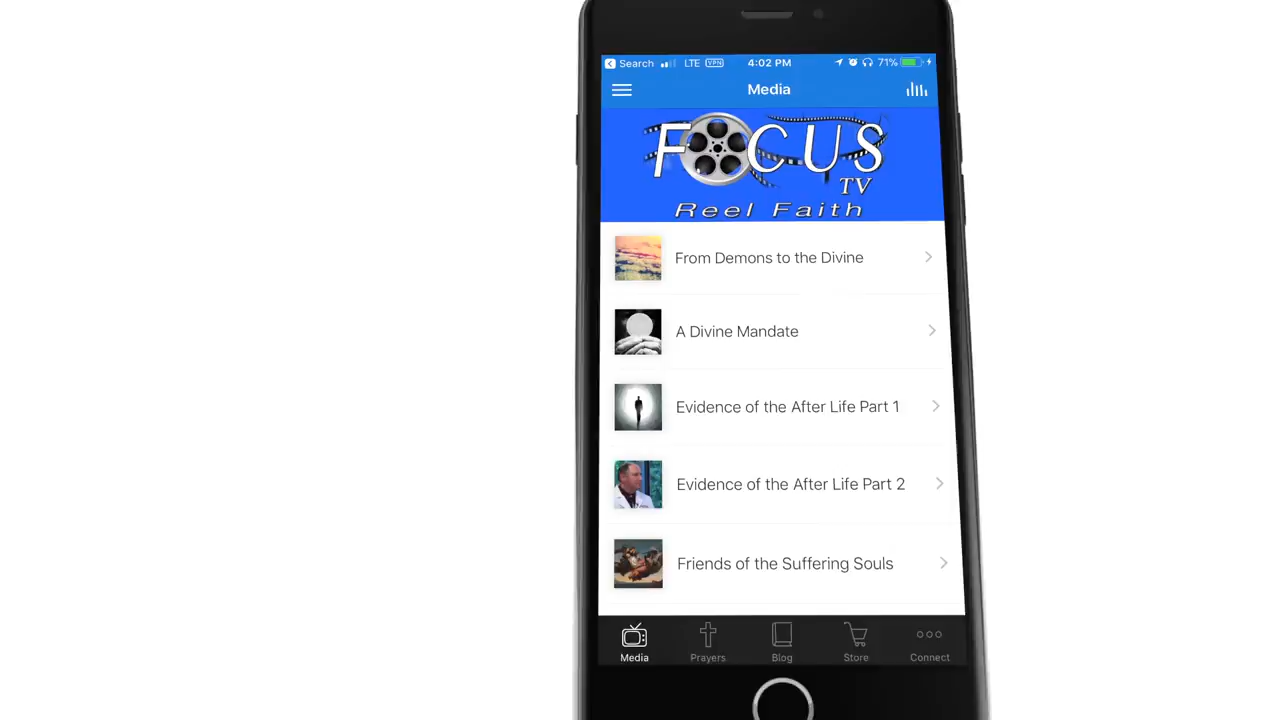 Search LTE VPN 4:02 PM 71%
Media
FOCUS
TV
Reel Faith
From Demons to the Divine
A Divine Mandate
Evidence of the After Life Part 1
Evidence of the After Life Part 2
Friends of the Suffering Souls
Media Prayers Blog Store Connect